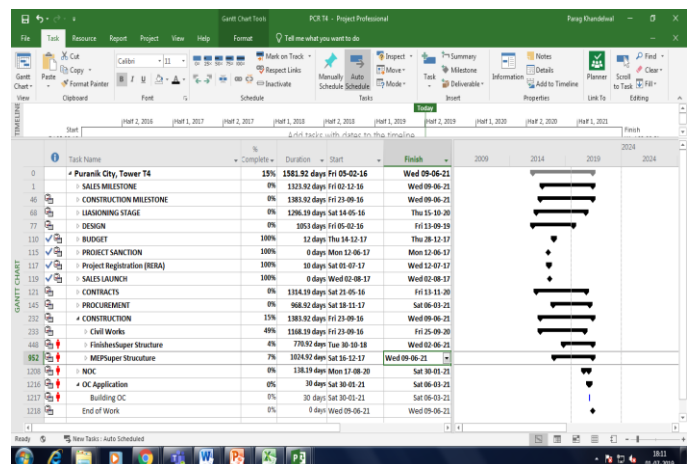 Gantt Chart Tools PCR T4 - Project Professional Parag Khandelwal
File Task Resource Report Project View Help Format Tell me what you want to do
Gantt Chart Paste Cut Copy Format Painter Calibri 11 B I U Mark on Track Respect Links Inactivate Manually Schedule Auto Schedule Inspect Move Mode Task Summary Milestone Deliverable Information Notes Details Add to Timeline Planner Scroll to Task Find Clear Fill
View Clipboard Font Schedule Tasks Insert Properties Link To Editing
Today
TIMELINE
Half 2, 2016 Half 1, 2017 Half 2, 2017 Half 1, 2018 Half 2, 2018 Half 1, 2019 Half 2, 2019 Half 1, 2020 Half 2, 2020 Half 1, 2021
Start Add tasks with dates to the timeline Finish
GANTT CHART
Task Name % Complete Duration Start Finish 2009 2014 2019 2024 2024
0 Puranik City, Tower T4 15% 1581.92 days Fri 05-02-16 Wed 09-06-21
1 SALES MILESTONE 0% 1323.92 days Fri 02-12-16 Wed 09-06-21
46 CONSTRUCTION MILESTONE 0% 1383.92 days Fri 23-09-16 Wed 09-06-21
68 LIASIONING STAGE 0% 1296.19 days Sat 14-05-16 Thu 15-10-20
77 DESIGN 0% 1053 days Fri 05-02-16 Fri 13-09-19
110 BUDGET 100% 12 days Thu 14-12-17 Thu 28-12-17
115 PROJECT SANCTION 100% 0 days Mon 12-06-17 Mon 12-06-17
117 Project Registration (RERA) 100% 10 days Sat 01-07-17 Wed 12-07-17
119 SALES LAUNCH 100% 0 days Wed 02-08-17 Wed 02-08-17
121 CONTRACTS 0% 1314.19 days Sat 21-05-16 Fri 13-11-20
145 PROCUREMENT 0% 968.92 days Sat 18-11-17 Sat 06-03-21
232 CONSTRUCTION 15% 1383.92 days Fri 23-09-16 Wed 09-06-21
233 Civil Works 49% 1168.19 days Fri 23-09-16 Fri 25-09-20
448 FinishesSuper Structure 4% 770.92 days Tue 30-10-18 Wed 02-06-21
952 MEPSuper Strucuture 7% 1024.92 days Sat 16-12-17 Wed 09-06-21
1208 NOC 0% 138.19 days Mon 17-08-20 Sat 30-01-21
1216 OC Application 0% 30 days Sat 30-01-21 Sat 06-03-21
1217 Building OC 0% 30 days Sat 30-01-21 Sat 06-03-21
1218 End of Work 0% 0 days Wed 09-06-21 Wed 09-06-21
Ready New Tasks : Auto Scheduled
18:11